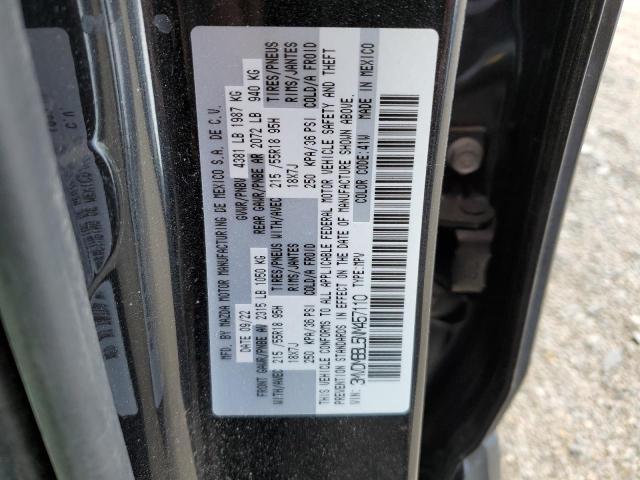 MFD. BY MAZDA MOTOR MANUFACTURING DE MEXICO S.A. DE C.V.
DATE 09/22 GVWR/PNBV 4381 LB 1987 KG
FRONT GAWR/PNBE AV 2315 LB 1050 KG REAR GAWR/PNBE AR 2072 LB 940 KG
WITH/AVEC 215 /55R18 95H TIRES/PNEUS WITH/AVEC 215 /55R18 95H TIRES/PNEUS
18X7J RIMS/JANTES 18X7J RIMS/JANTES
250 KPA/36 PSI COLD/A FROID 250 KPA/36 PSI COLD/A FROID
THIS VEHICLE CONFORMS TO ALL APPLICABLE FEDERAL MOTOR VEHICLE SAFETY AND THEFT
PREVENTION STANDARDS IN EFFECT ON THE DATE OF MANUFACTURE SHOWN ABOVE.
COLOR CODE:41W MADE IN MEXICO
VIN: TYPE:MPV